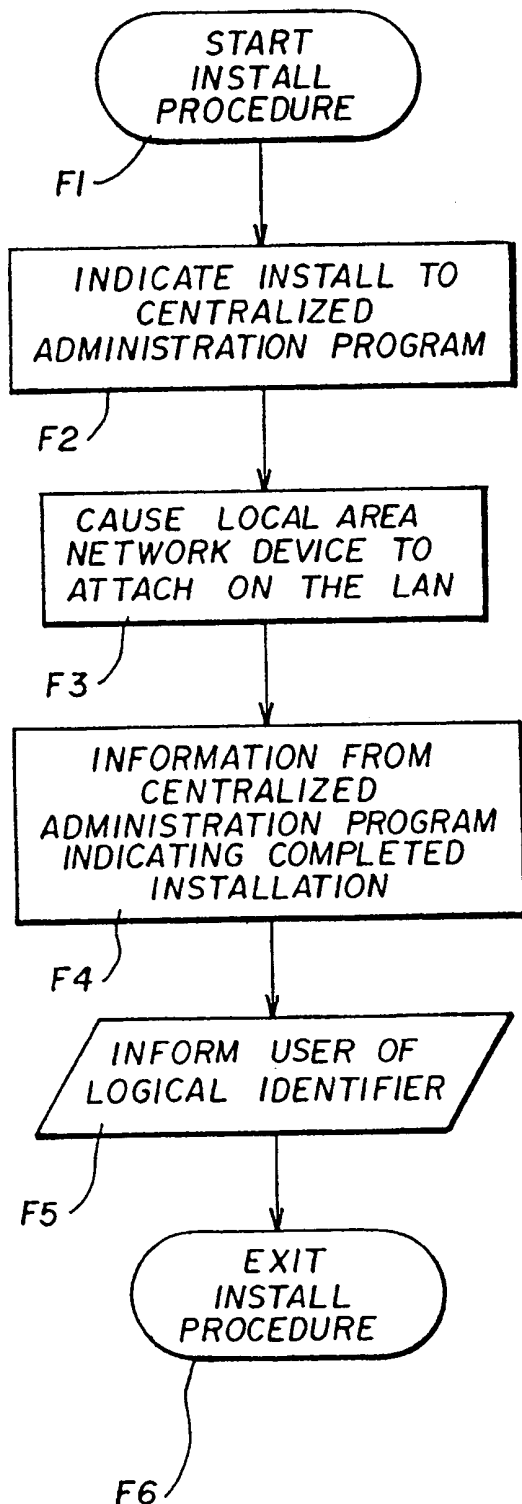 START
INSTALL
PROCEDURE
F1
INDICATE INSTALL TO
CENTRALIZED
ADMINISTRATION PROGRAM
F2
CAUSE LOCAL AREA
NETWORK DEVICE TO
ATTACH ON THE LAN
F3
INFORMATION FROM
CENTRALIZED
ADMINISTRATION PROGRAM
INDICATING COMPLETED
INSTALLATION
F4
INFORM USER OF
LOGICAL IDENTIFIER
F5
EXIT
INSTALL
PROCEDURE
F6